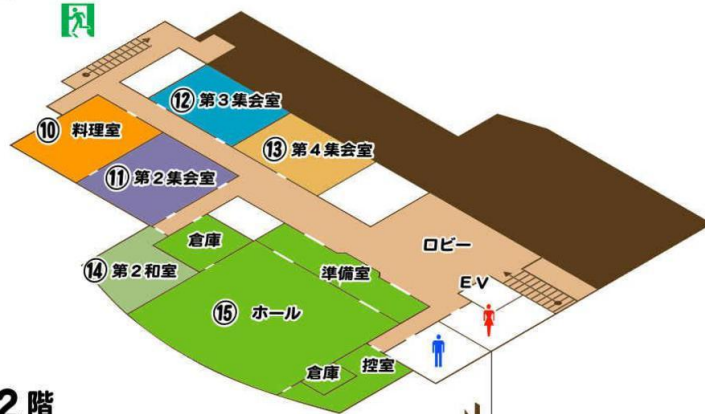 ⑫ 第3集会室
⑩ 料理室
⑬ 第4集会室
⑪ 第2集会室
倉庫
ロビー
⑭ 第2和室
準備室
EV
⑮ ホール
倉庫
控室
2階